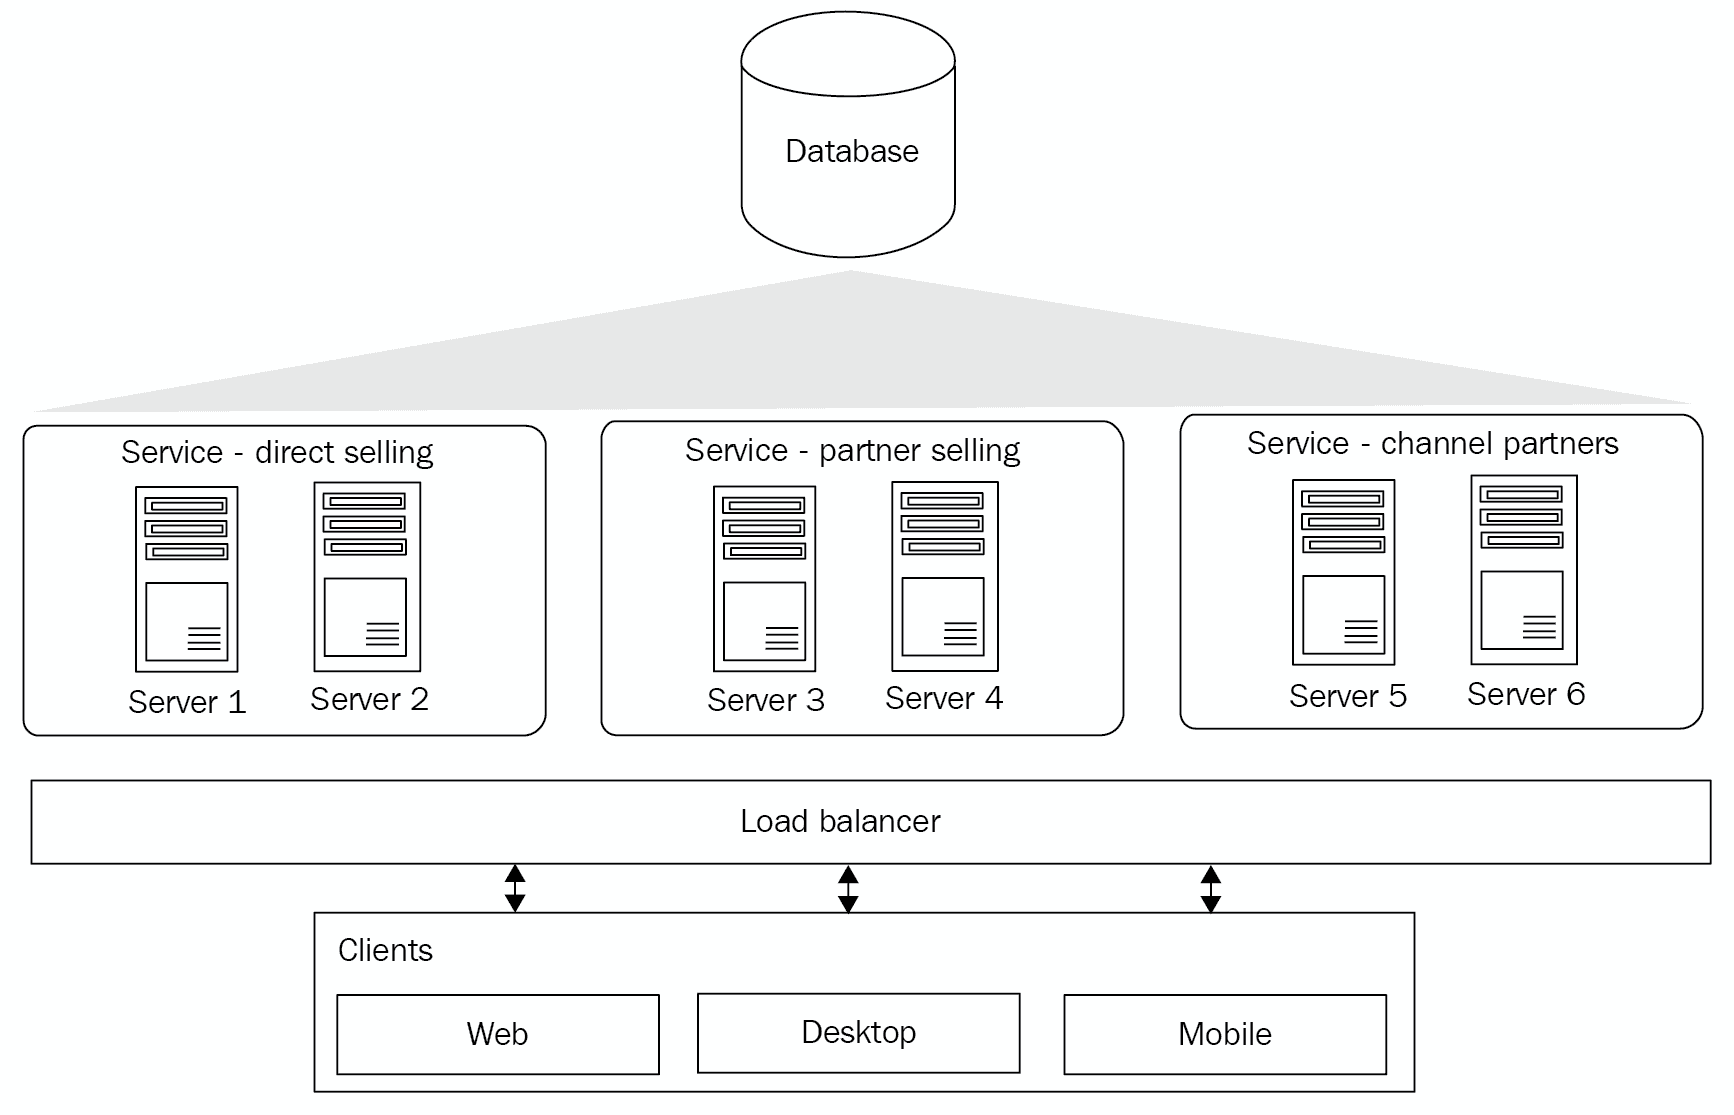 Database
Service - direct selling
Service - partner selling
Service - channel partners
Server 1
Server 2
Server 3
Server 4
Server 5
Server 6
Load balancer
Clients
Web
Desktop
Mobile